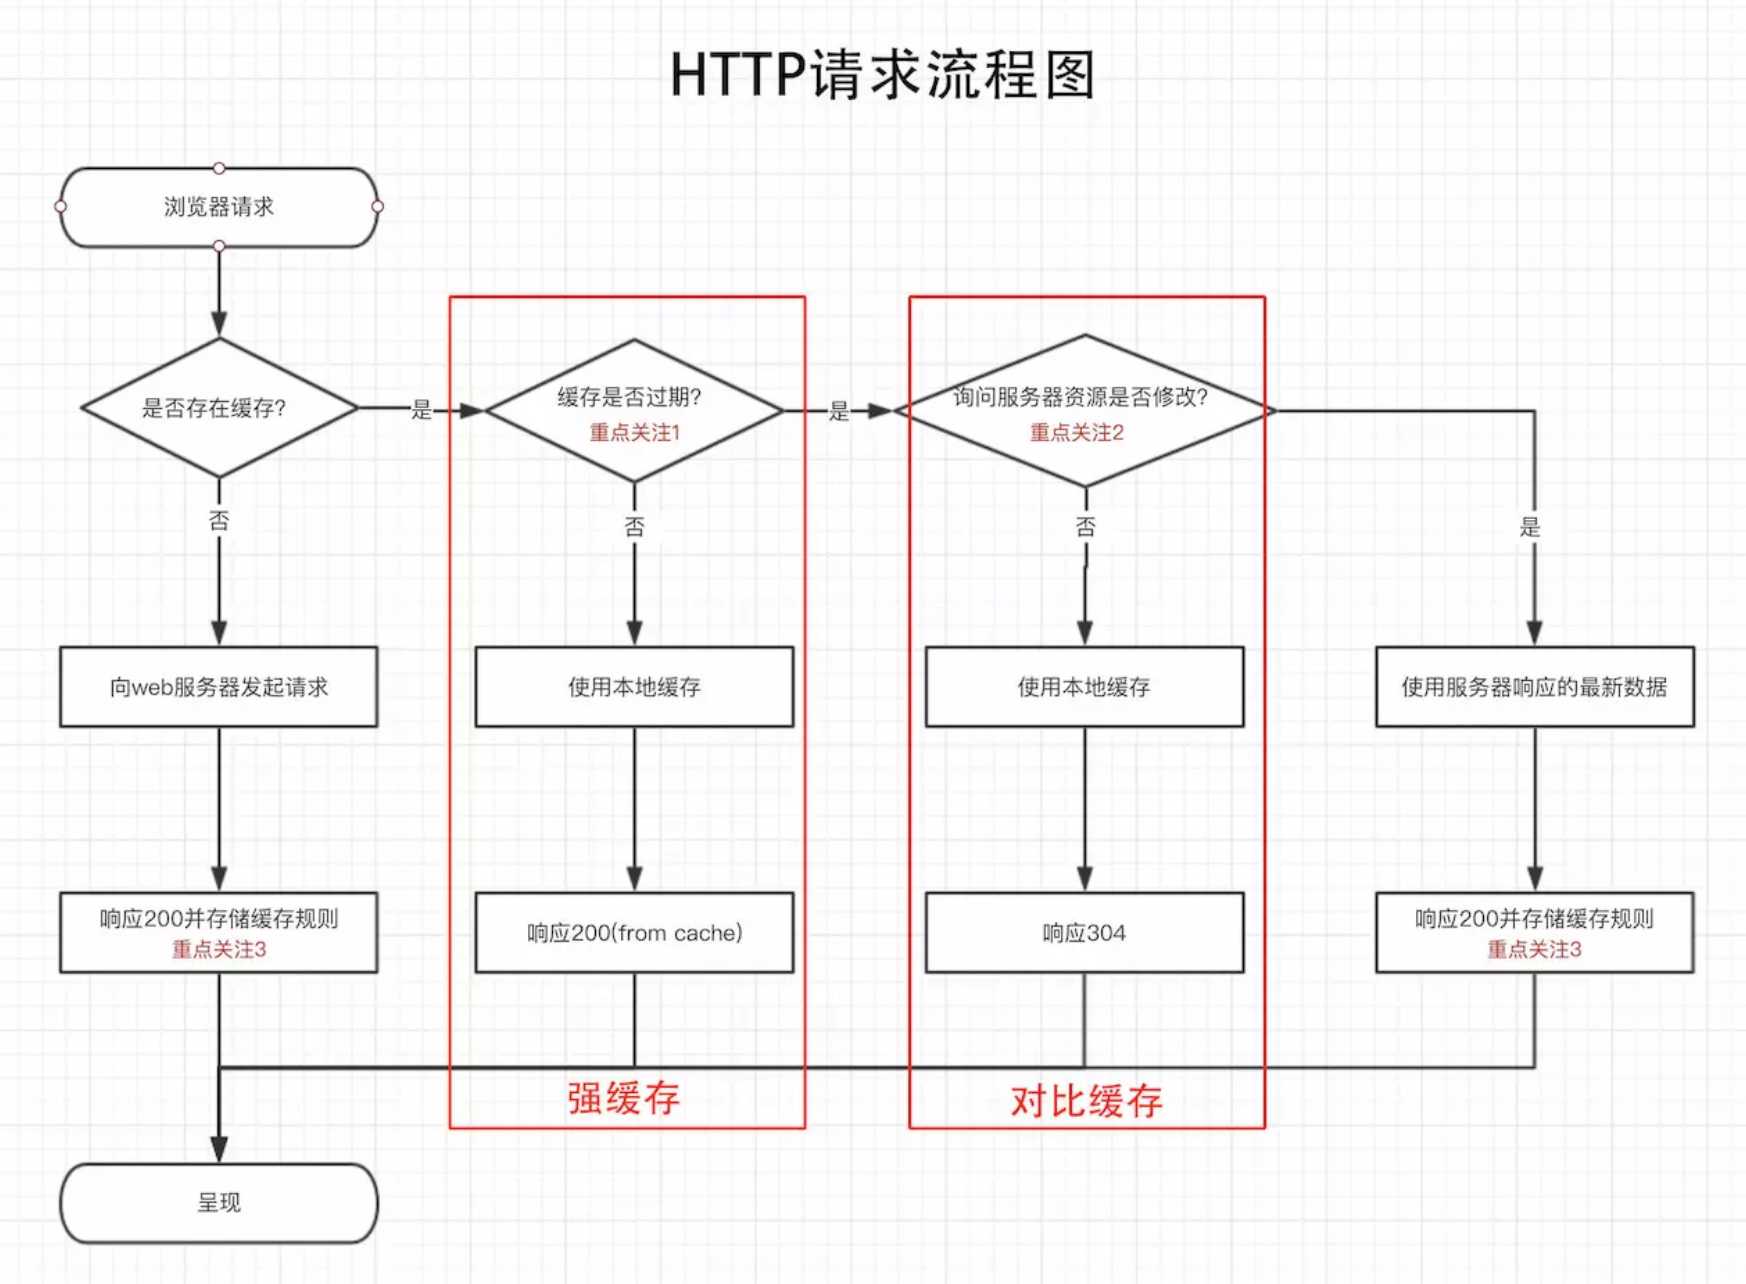 HTTP请求流程图
浏览器请求
是否存在缓存?
是
缓存是否过期?
重点关注1
是
询问服务器资源是否修改?
重点关注2
否
否
否
是
向web服务器发起请求
使用本地缓存
使用本地缓存
使用服务器响应的最新数据
响应200并存储缓存规则
重点关注3
响应200(from cache)
响应304
响应200并存储缓存规则
重点关注3
强缓存
对比缓存
呈现